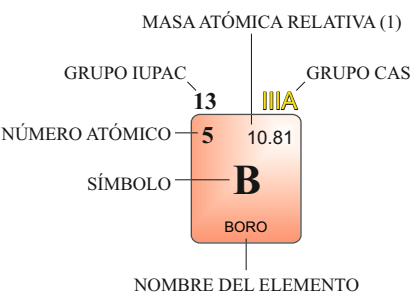 MASA ATÓMICA RELATIVA (1)
GRUPO IUPAC
GRUPO CAS
13
IIIA
NÚMERO ATÓMICO
5
10.81
SÍMBOLO
B
BORO
NOMBRE DEL ELEMENTO